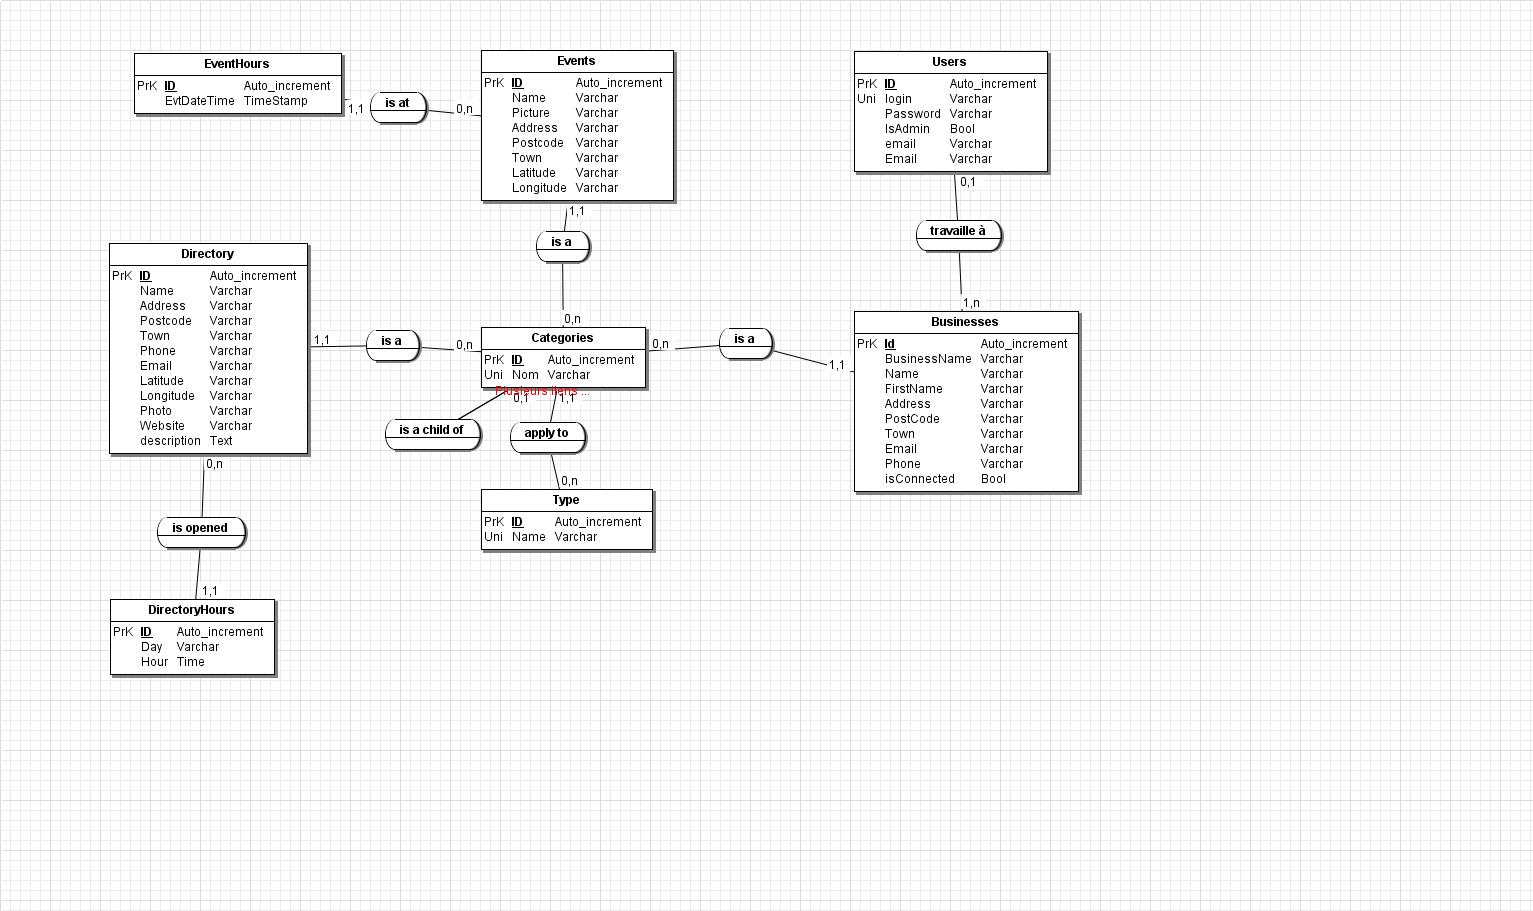 EventHours
PrK ID Auto_increment
EvtDateTime TimeStamp
1,1
is at
0,n
Events
PrK ID Auto_increment
Name Varchar
Picture Varchar
Address Varchar
Postcode Varchar
Town Varchar
Latitude Varchar
Longitude Varchar
Users
PrK ID Auto_increment
Uni login Varchar
Password Varchar
IsAdmin Bool
email Varchar
Email Varchar
1,1
is a
0,n
0,1
travaille à
1,n
Directory
PrK ID Auto_increment
Name Varchar
Address Varchar
Postcode Varchar
Town Varchar
Phone Varchar
Email Varchar
Latitude Varchar
Longitude Varchar
Photo Varchar
Website Varchar
description Text
1,1
is a
0,n
Categories
PrK ID Auto_increment
Uni Nom Varchar
Plusieurs liens ...
0,n
is a
1,1
Businesses
PrK Id Auto_increment
BusinessName Varchar
Name Varchar
FirstName Varchar
Address Varchar
PostCode Varchar
Town Varchar
Email Varchar
Phone Varchar
isConnected Bool
0,1
1,1
is a child of
apply to
0,n
Type
PrK ID Auto_increment
Uni Name Varchar
0,n
is opened
1,1
DirectoryHours
PrK ID Auto_increment
Day Varchar
Hour Time